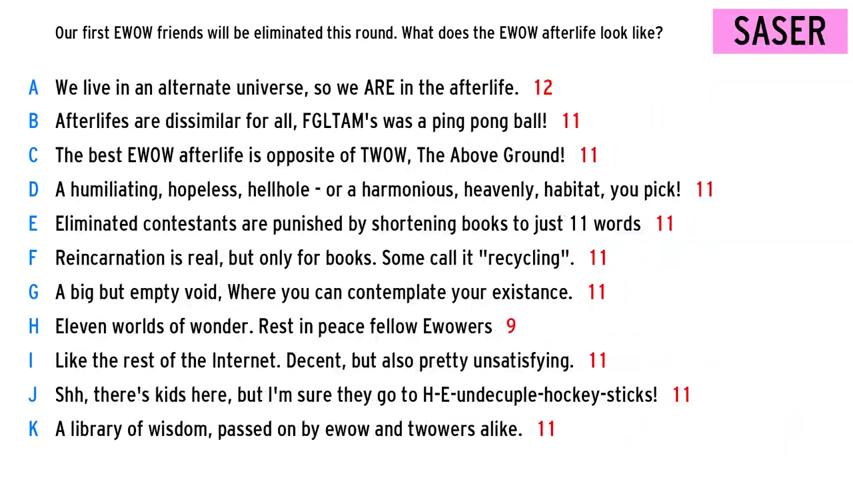 Our first EWOW friends will be eliminated this round. What does the EWOW afterlife look like?
SASER
A We live in an alternate universe, so we ARE in the afterlife. 12
B Afterlifes are dissimilar for all, FGLTAM's was a ping pong ball! 11
C The best EWOW afterlife is opposite of TWOW, The Above Ground! 11
D A humiliating, hopeless, hellhole - or a harmonious, heavenly, habitat, you pick! 11
E Eliminated contestants are punished by shortening books to just 11 words 11
F Reincarnation is real, but only for books. Some call it "recycling". 11
G A big but empty void, Where you can contemplate your existance. 11
H Eleven worlds of wonder. Rest in peace fellow Ewowers 9
I Like the rest of the Internet. Decent, but also pretty unsatisfying. 11
J Shh, there's kids here, but I'm sure they go to H-E-undecuple-hockey-sticks! 11
K A library of wisdom, passed on by ewow and twowers alike. 11